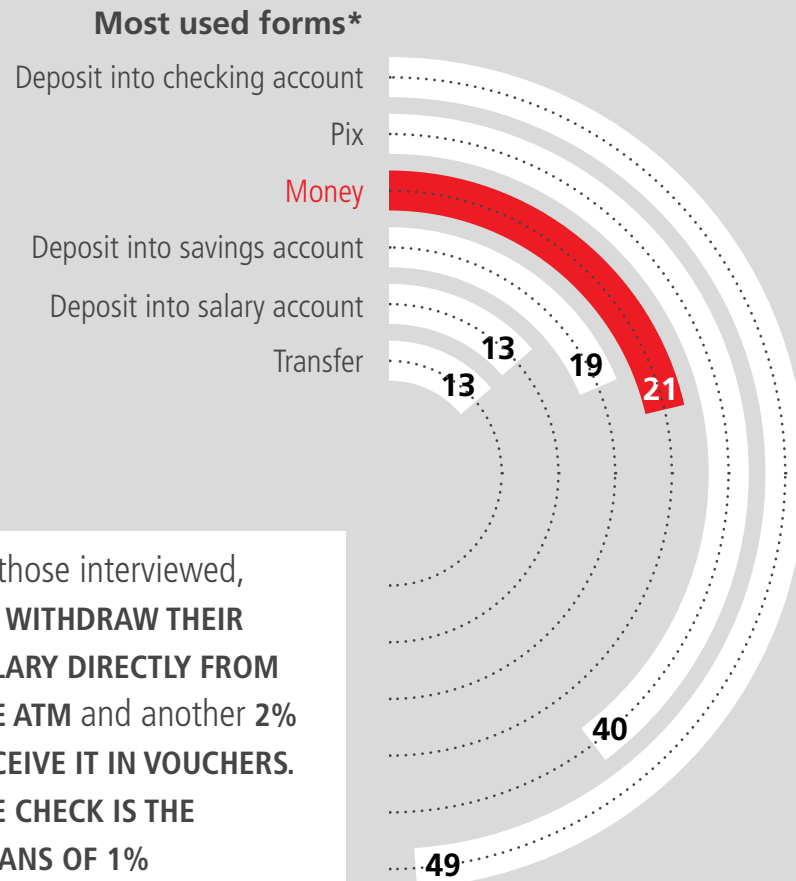 Most used forms*
Deposit into checking account
Pix
Money
Deposit into savings account
Deposit into salary account
Transfer
13
13
19
21
40
49
those interviewed,
WITHDRAW THEIR
LARY DIRECTLY FROM
E ATM and another 2%
CEIVE IT IN VOUCHERS.
E CHECK IS THE
ANS OF 1%